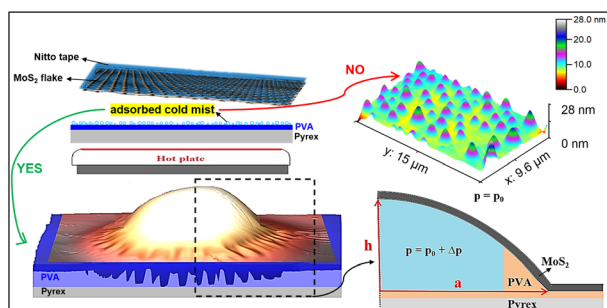 Nitto tape
MoS₂ flake
adsorbed cold mist
NO
PVA
Pyrex
Hot plate
YES
PVA
Pyrex
28.0 nm
20.0
10.0
0.0
28 nm
0 nm
y: 15 µm
x: 9.6 µm
p = p₀
h
p = p₀ + Δp
a
MoS₂
PVA
Pyrex